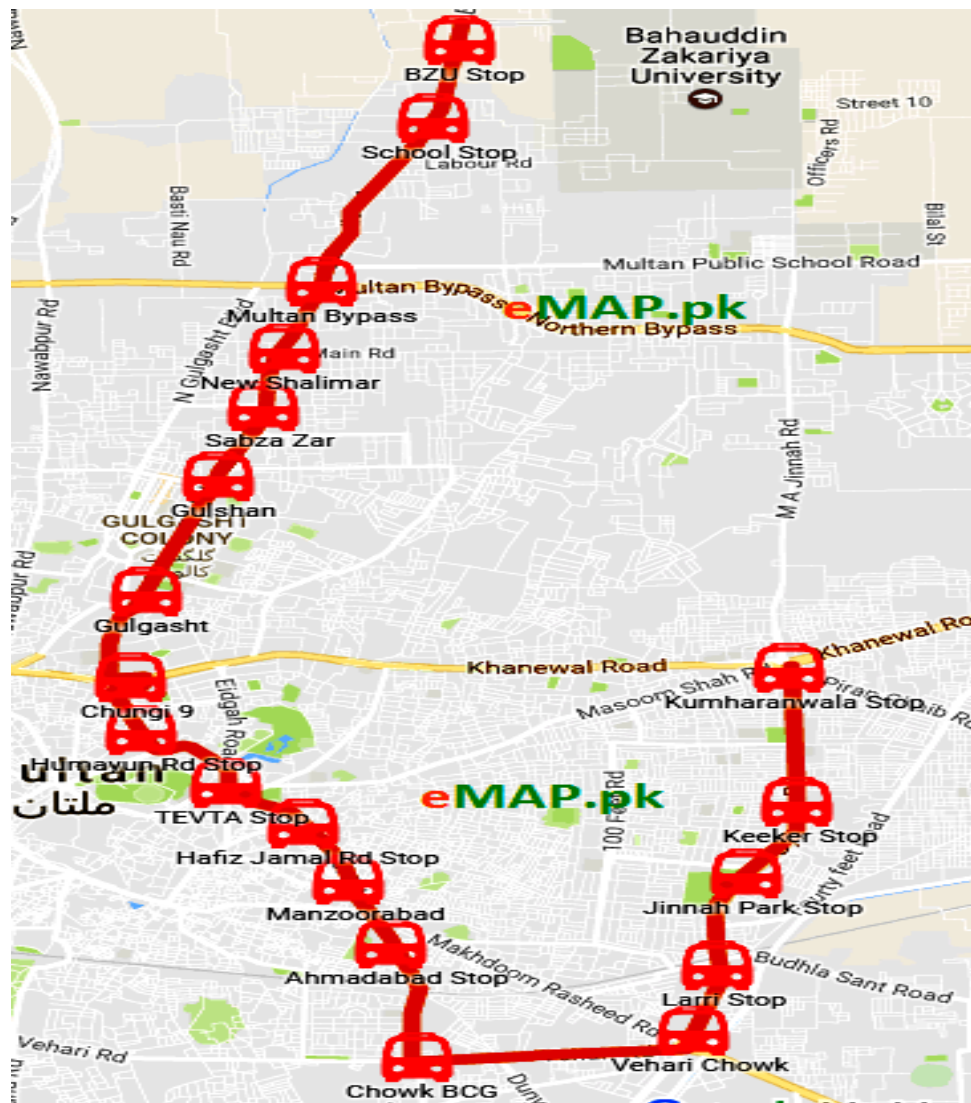 BZU Stop
Bahauddin
Zakariya
University
Street 10
School Stop
Labour Rd
Officers Rd
Basti Nau Rd
Bilal St
Multan Public School Road
Multan Bypass
Multan Bypass
eMAP.pk
Northern Bypass
Nawabpur Rd
N Gulgasht Blvd
Main Rd
New Shalimar
Sabza Zar
M A Jinnah Rd
Gulshan
GULGASHT
COLONY
گلگشت
Gulgasht
Khanewal Road
Khanewal Ro
Masoom Shah R
Kumharanwala Stop
Chungi 9
Eidgah Road
Humayun Rd Stop
ultan
ملتان
TEVTA Stop
eMAP.pk
100 Feet Rd
Keeker Stop
Hafiz Jamal Rd Stop
Manzoorabad
Jinnah Park Stop
Ahmadabad Stop
Makhdoom Rasheed Rd
Budhla Sant Road
Larri Stop
Vehari Rd
Vehari Chowk
Chowk BCG